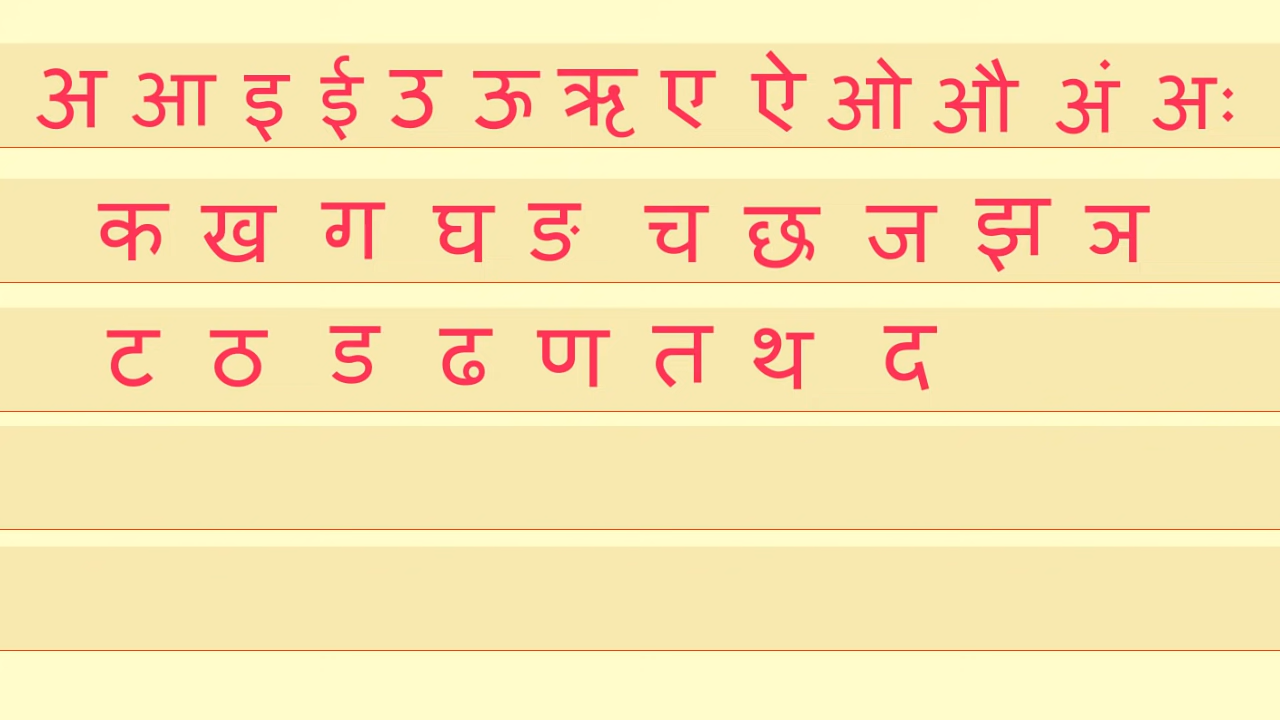 अ आ इ ई उ ऊ ऋ ए ऐ ओ औ अं अः
क ख ग घ ङ च छ ज झ ञ
ट ठ ड ढ ण त थ द